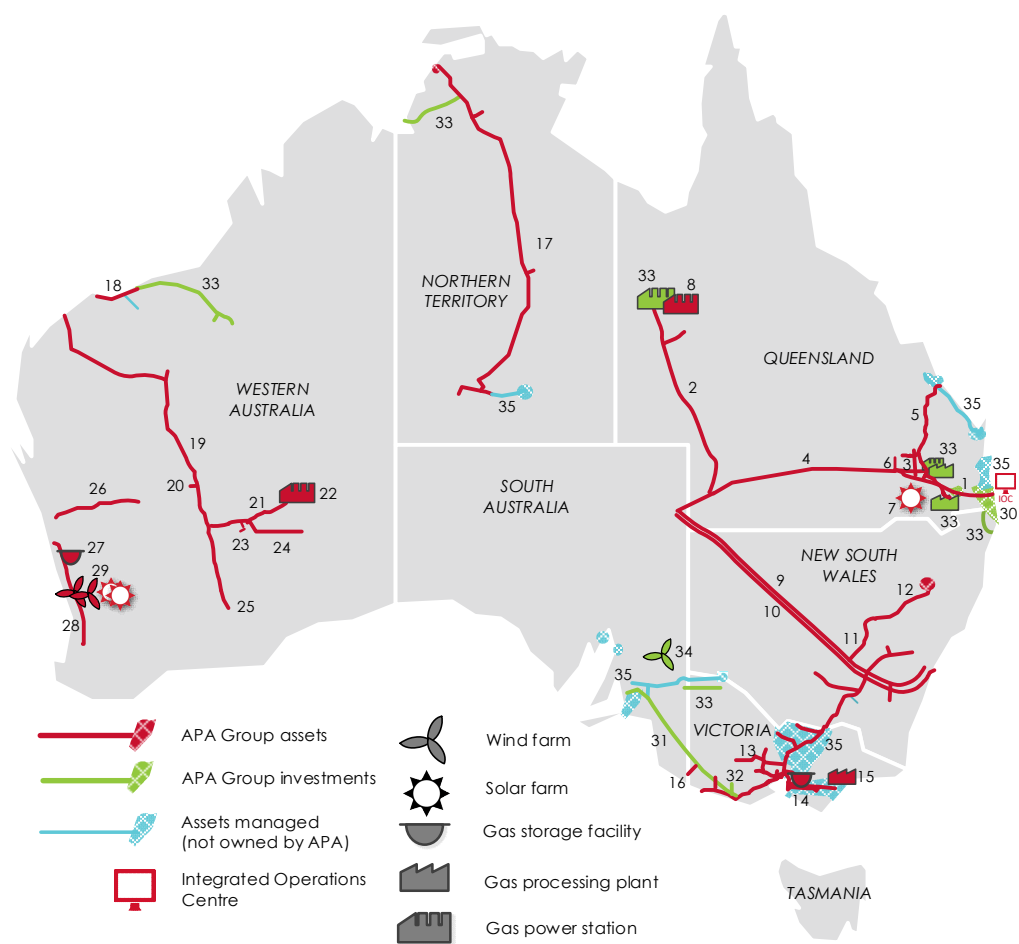 33
17
NORTHERN
TERRITORY
18
33
33
8
QUEENSLAND
WESTERN
AUSTRALIA
2
35
35
5
19
4
6
3
33
35
1
IOC
20
21
22
26
SOUTH
AUSTRALIA
7
33
30
33
23
24
27
29
NEW SOUTH
WALES
9
10
12
25
28
11
34
35
33
VICTORIA
31
35
13
16
32
15
14
APA Group assets
APA Group investments
Assets managed
(not owned by APA)
Integrated Operations
Centre
Wind farm
Solar farm
Gas storage facility
Gas processing plant
Gas power station
TASMANIA